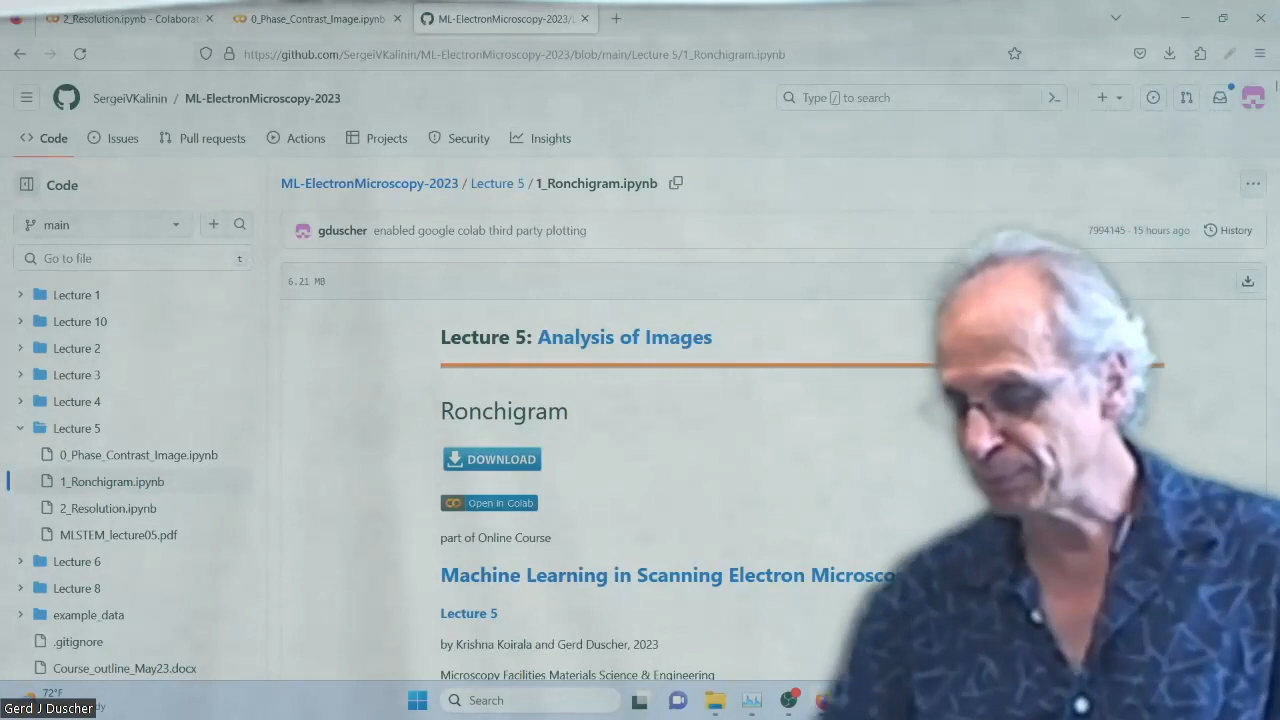 2_Resolution.ipynb - Colaborat
0_Phase_Contrast_Image.ipynb
ML-ElectronMicroscopy-2023/L
https://github.com/SergeiVKalinin/ML-ElectronMicroscopy-2023/blob/main/Lecture 5/1_Ronchigram.ipynb
SergeiVKalinin / ML-ElectronMicroscopy-2023
Type / to search
Code Issues Pull requests Actions Projects Security Insights
Code
ML-ElectronMicroscopy-2023 / Lecture 5 / 1_Ronchigram.ipynb
main
gduscher enabled google colab third party plotting
7994145 · 15 hours ago History
Go to file t
6.21 MB
Lecture 1
Lecture 10
Lecture 2
Lecture 3
Lecture 4
Lecture 5
0_Phase_Contrast_Image.ipynb
1_Ronchigram.ipynb
2_Resolution.ipynb
MLSTEM_lecture05.pdf
Lecture 6
Lecture 8
example_data
.gitignore
Course_outline_May23.docx
Lecture 5: Analysis of Images
Ronchigram
DOWNLOAD
Open in Colab
part of Online Course
Machine Learning in Scanning Electron Microsco
Lecture 5
by Krishna Koirala and Gerd Duscher, 2023
Microscopy Facilities Materials Science & Engineering
72°F
Search
Gerd J Duscher